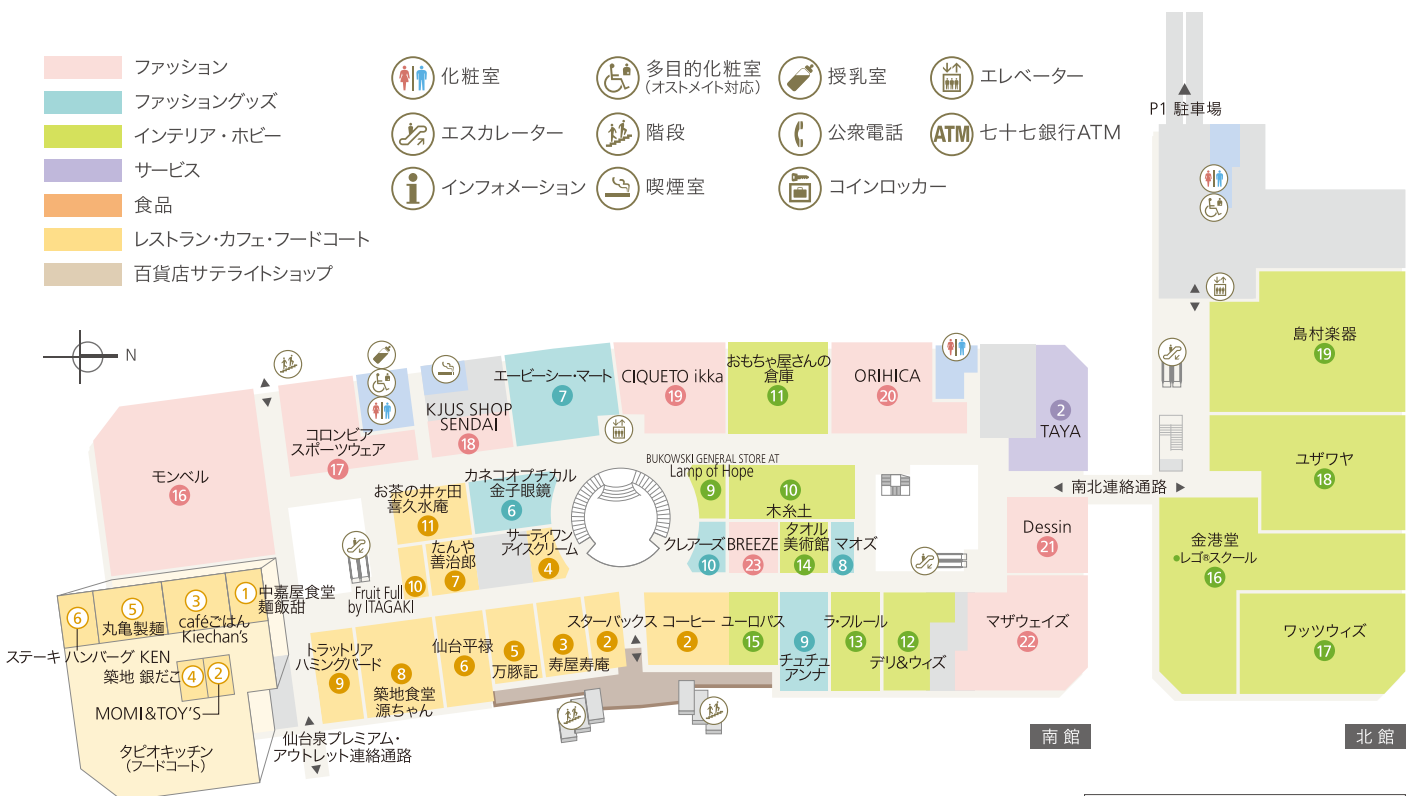 ファッション
ファッショングッズ
インテリア・ホビー
サービス
食品
レストラン・カフェ・フードコート
百貨店サテライトショップ
化粧室
多目的化粧室
(オストメイト対応)
授乳室
エレベーター
エスカレーター
階段
公衆電話
ATM
七十七銀行ATM
インフォメーション
喫煙室
コインロッカー
P1 駐車場
N
モンベル
16
コロンビア
スポーツウェア
17
KJUS SHOP
SENDAI
18
エービーシー・マート
7
CIQUETO ikka
19
おもちゃ屋さんの
倉庫
11
ORIHICA
20
2
TAYA
島村楽器
19
ユザワヤ
18
金港堂
●レゴ®スクール
16
ワッツウィズ
17
南北連絡通路
お茶の井ヶ田
喜久水庵
11
カネコオプチカル
金子眼鏡
6
BUKOWSKI GENERAL STORE AT
Lamp of Hope
9
10
木糸土
たんや
善治郎
7
10
Fruit Full
by ITAGAKI
サーティワン
アイスクリーム
4
クレアーズ
10
BREEZE
23
タオル
美術館
14
マオズ
8
Dessin
21
マザウェイズ
22
1
中嘉屋食堂
麺飯甜
3
caféごはん
Kiechan's
5
丸亀製麺
6
ステーキ ハンバーグ KEN
築地 銀だこ
4
2
MOMI&TOY'S
タピオキッチン
(フードコート)
トラットリア
ハミングバード
9
8
築地食堂
源ちゃん
仙台平禄
6
5
万豚記
3
寿屋寿庵
スターバックス コーヒー
2
2
ユーロパス
15
9
チュチュ
アンナ
ラ・フルール
13
12
デリ&ウィズ
仙台泉プレミアム・
アウトレット連絡通路
南館
北館